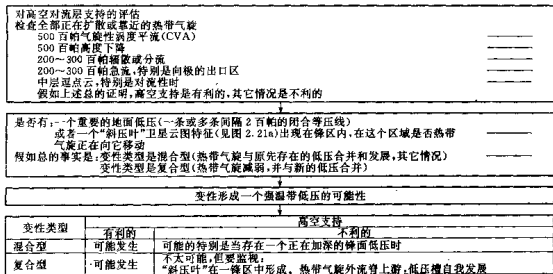 对高空对流层支持的评估
检查全部正在扩散或靠近的热带气旋
500百帕气旋性涡度平流(CVA)
500百帕高度下降
200～300百帕辐散或分流
200～300百帕急流,特别是向极的出口区
中层逗点云,特别是对流性时
假如上述总的证明,高空支持是有利的,其它情况是不利的
是否有:一个重要的地面低压(一条或多条间隔2百帕的闭合等压线)
或者一个“斜压叶”卫星云图特征(见图2.21a)出现在锋区内,在这个区域是否热带
气旋正在向它移动
假如总的事实是:变性类型是混合型(热带气旋与原先存在的低压合并和发展,其它情况)
变性类型是复合型(热带气旋减弱,并与新的低压合并)
变性形成一个强温带低压的可能性
变性类型 高空支持
有利的 不利的
混合型 可能发生 可能的特别是当存在一个正在加深的锋面低压时
复合型 可能发生 不太可能,但要监视:
“斜压叶”在一锋区中形成,热带气旋外流脊上游,低压槽自我发展